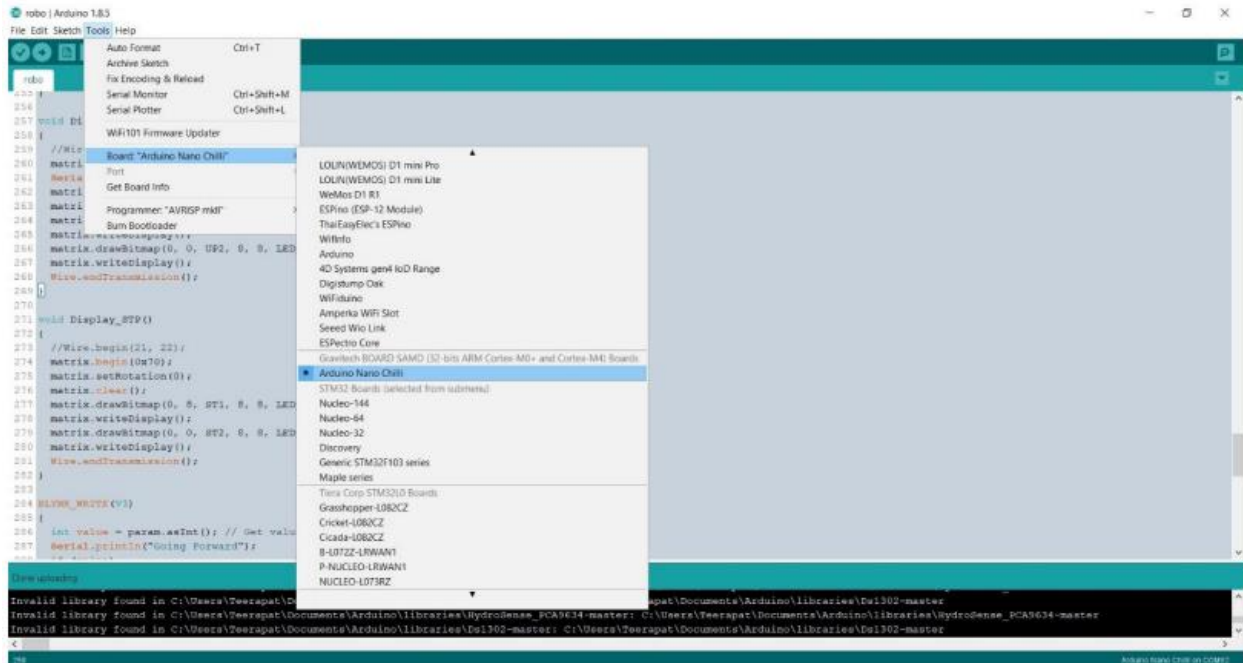 robo | Arduino 1.8.5
File Edit Sketch Tools Help
robo
Auto Format Ctrl+T
Archive Sketch
Fix Encoding & Reload
Serial Monitor Ctrl+Shift+M
Serial Plotter Ctrl+Shift+L
WiFi101 Firmware Updater
Board: "Arduino Nano Chilli"
Port
Get Board Info
Programmer: "AVRISP mkII"
Burn Bootloader
LOLIN(WEMOS) D1 mini Pro
LOLIN(WEMOS) D1 mini Lite
WeMos D1 R1
ESPino (ESP-12 Module)
ThaiEasyElec's ESPino
WifInfo
Arduino
4D Systems gen4 IoD Range
Digistump Oak
WiFiduino
Amperka WiFi Slot
Seeed Wio Link
ESPectro Core
Gravitech BOARD SAMD (32-bits ARM Cortex-M0+ and Cortex-M4) Boards
Arduino Nano Chilli
STM32 Boards (selected from submenu)
Nucleo-144
Nucleo-64
Nucleo-32
Discovery
Generic STM32F103 series
Maple series
Tlera Corp STM32L0 Boards
Grasshopper-L082CZ
Cricket-L082CZ
Cicada-L082CZ
B-L072Z-LRWAN1
P-NUCLEO-LRWAN1
NUCLEO-L073RZ
255 }
256
257 void Di
258 {
259 //Wir
260 matri
261 Seria
262 matri
263 matri
264 matri
265 matrix.writeDisplay();
266 matrix.drawBitmap(0, 0, UP2, 8, 8, LED
267 matrix.writeDisplay();
268 Wire.endTransmission();
269 }
270
271 void Display_STP()
272 {
273 //Wire.begin(21, 22);
274 matrix.begin(0x70);
275 matrix.setRotation(0);
276 matrix.clear();
277 matrix.drawBitmap(0, 8, ST1, 8, 8, LED
278 matrix.writeDisplay();
279 matrix.drawBitmap(0, 0, ST2, 8, 8, LED
280 matrix.writeDisplay();
281 Wire.endTransmission();
282 }
283
284 BLYNK_WRITE(V3)
285 {
286 int value = param.asInt(); // Get valu
287 Serial.println("Going Forward");
Done uploading.
Invalid library found in C:\Users\Teerapat\D apat\Documents\Arduino\libraries\Ds1302-master
Invalid library found in C:\Users\Teerapat\Documents\Arduino\libraries\HydroSense_PCA9634-master: C:\Users\Teerapat\Documents\Arduino\libraries\HydroSense_PCA9634-master
Invalid library found in C:\Users\Teerapat\Documents\Arduino\libraries\Ds1302-master: C:\Users\Teerapat\Documents\Arduino\libraries\Ds1302-master
Arduino Nano Chilli on